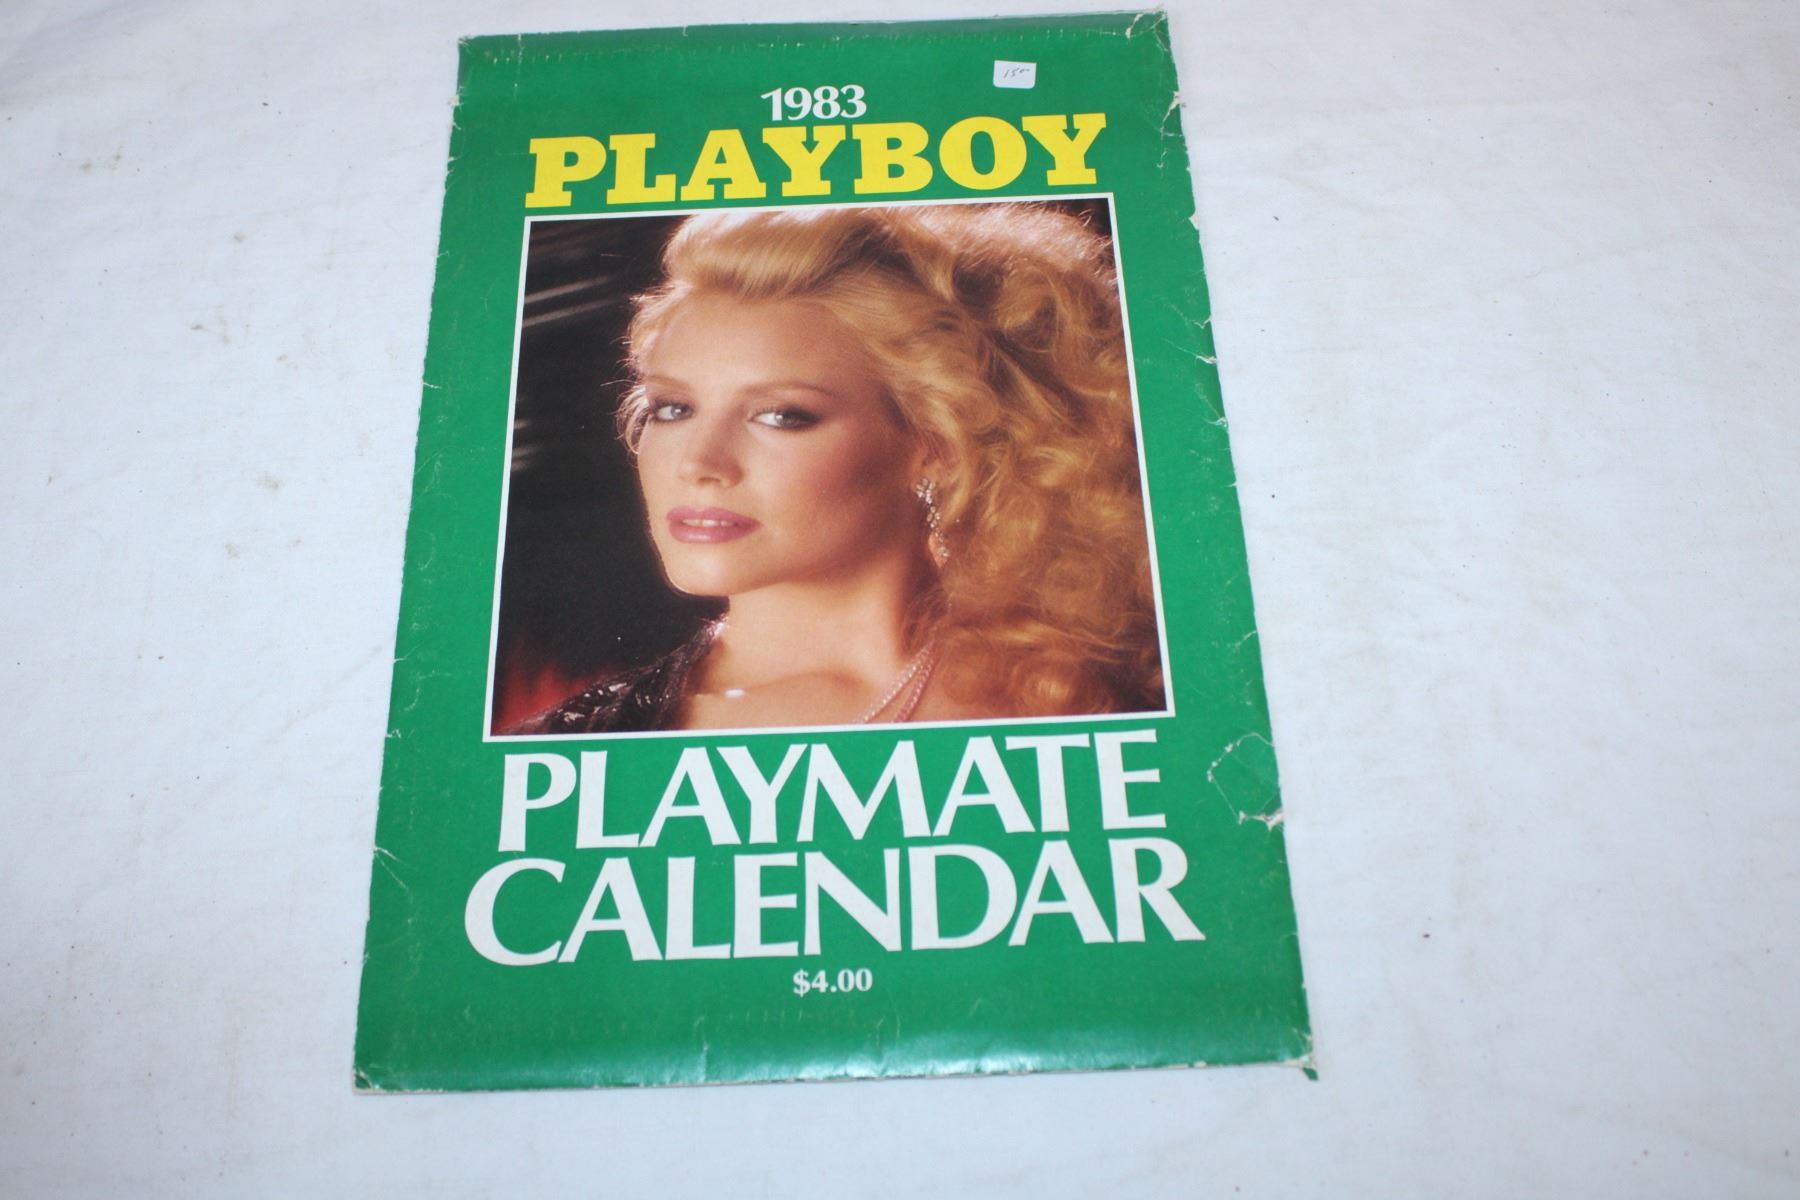 1983
PLAYBOY
PLAYMATE
CALENDAR
$4.00